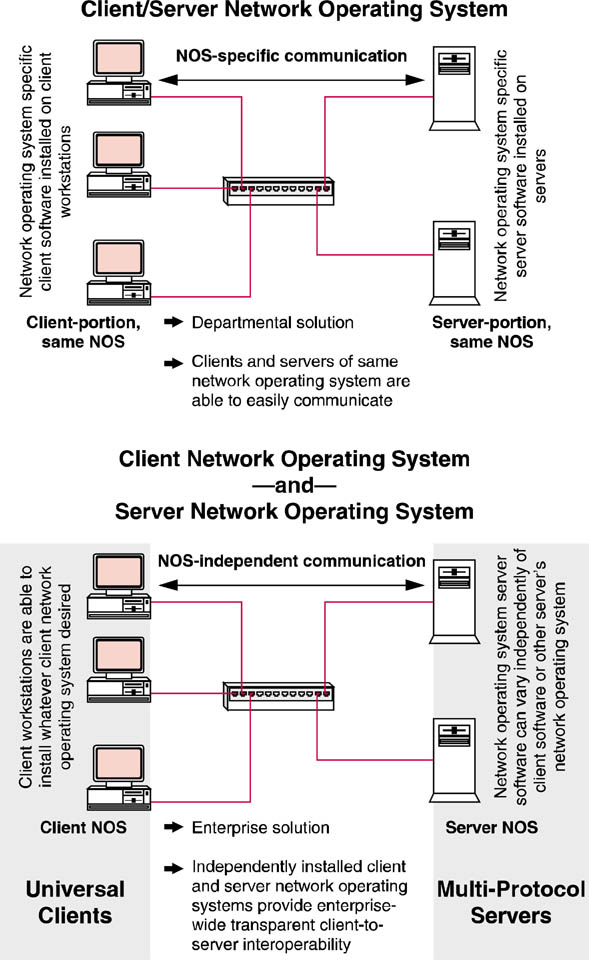 Client/Server Network Operating System
NOS-specific communication
Network operating system specific
client software installed on client
workstations
Network operating system specific
server software installed on
servers
Client-portion,
same NOS
Departmental solution
Clients and servers of same
network operating system are
able to easily communicate
Server-portion,
same NOS
Client Network Operating System
—and—
Server Network Operating System
NOS-independent communication
Client workstations are able to
install whatever client network
operating system desired
Network operating system server
software can vary independently of
client software or other server's
network operating system
Client NOS
Enterprise solution
Server NOS
Independently installed client
and server network operating
systems provide enterprise-
wide transparent client-to-
server interoperability
Universal
Clients
Multi-Protocol
Servers